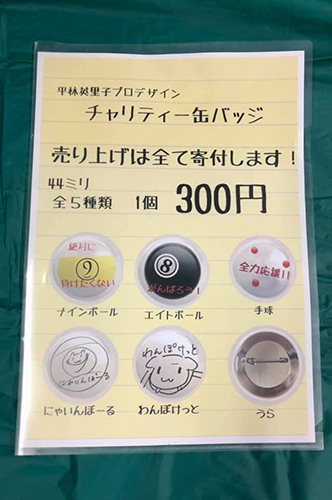 平林英里子プロデザイン
チャリティー缶バッジ
売り上げは全て寄付します！
44ミリ
全5種類 1個 300円
絶対に
9
負けたくない
8
がんばろう！
全力応援！！
ナインボール エイトボール 手球
にゃいんぼーる
わんぽけっと
にゃいんぼーる わんぽけっと うら